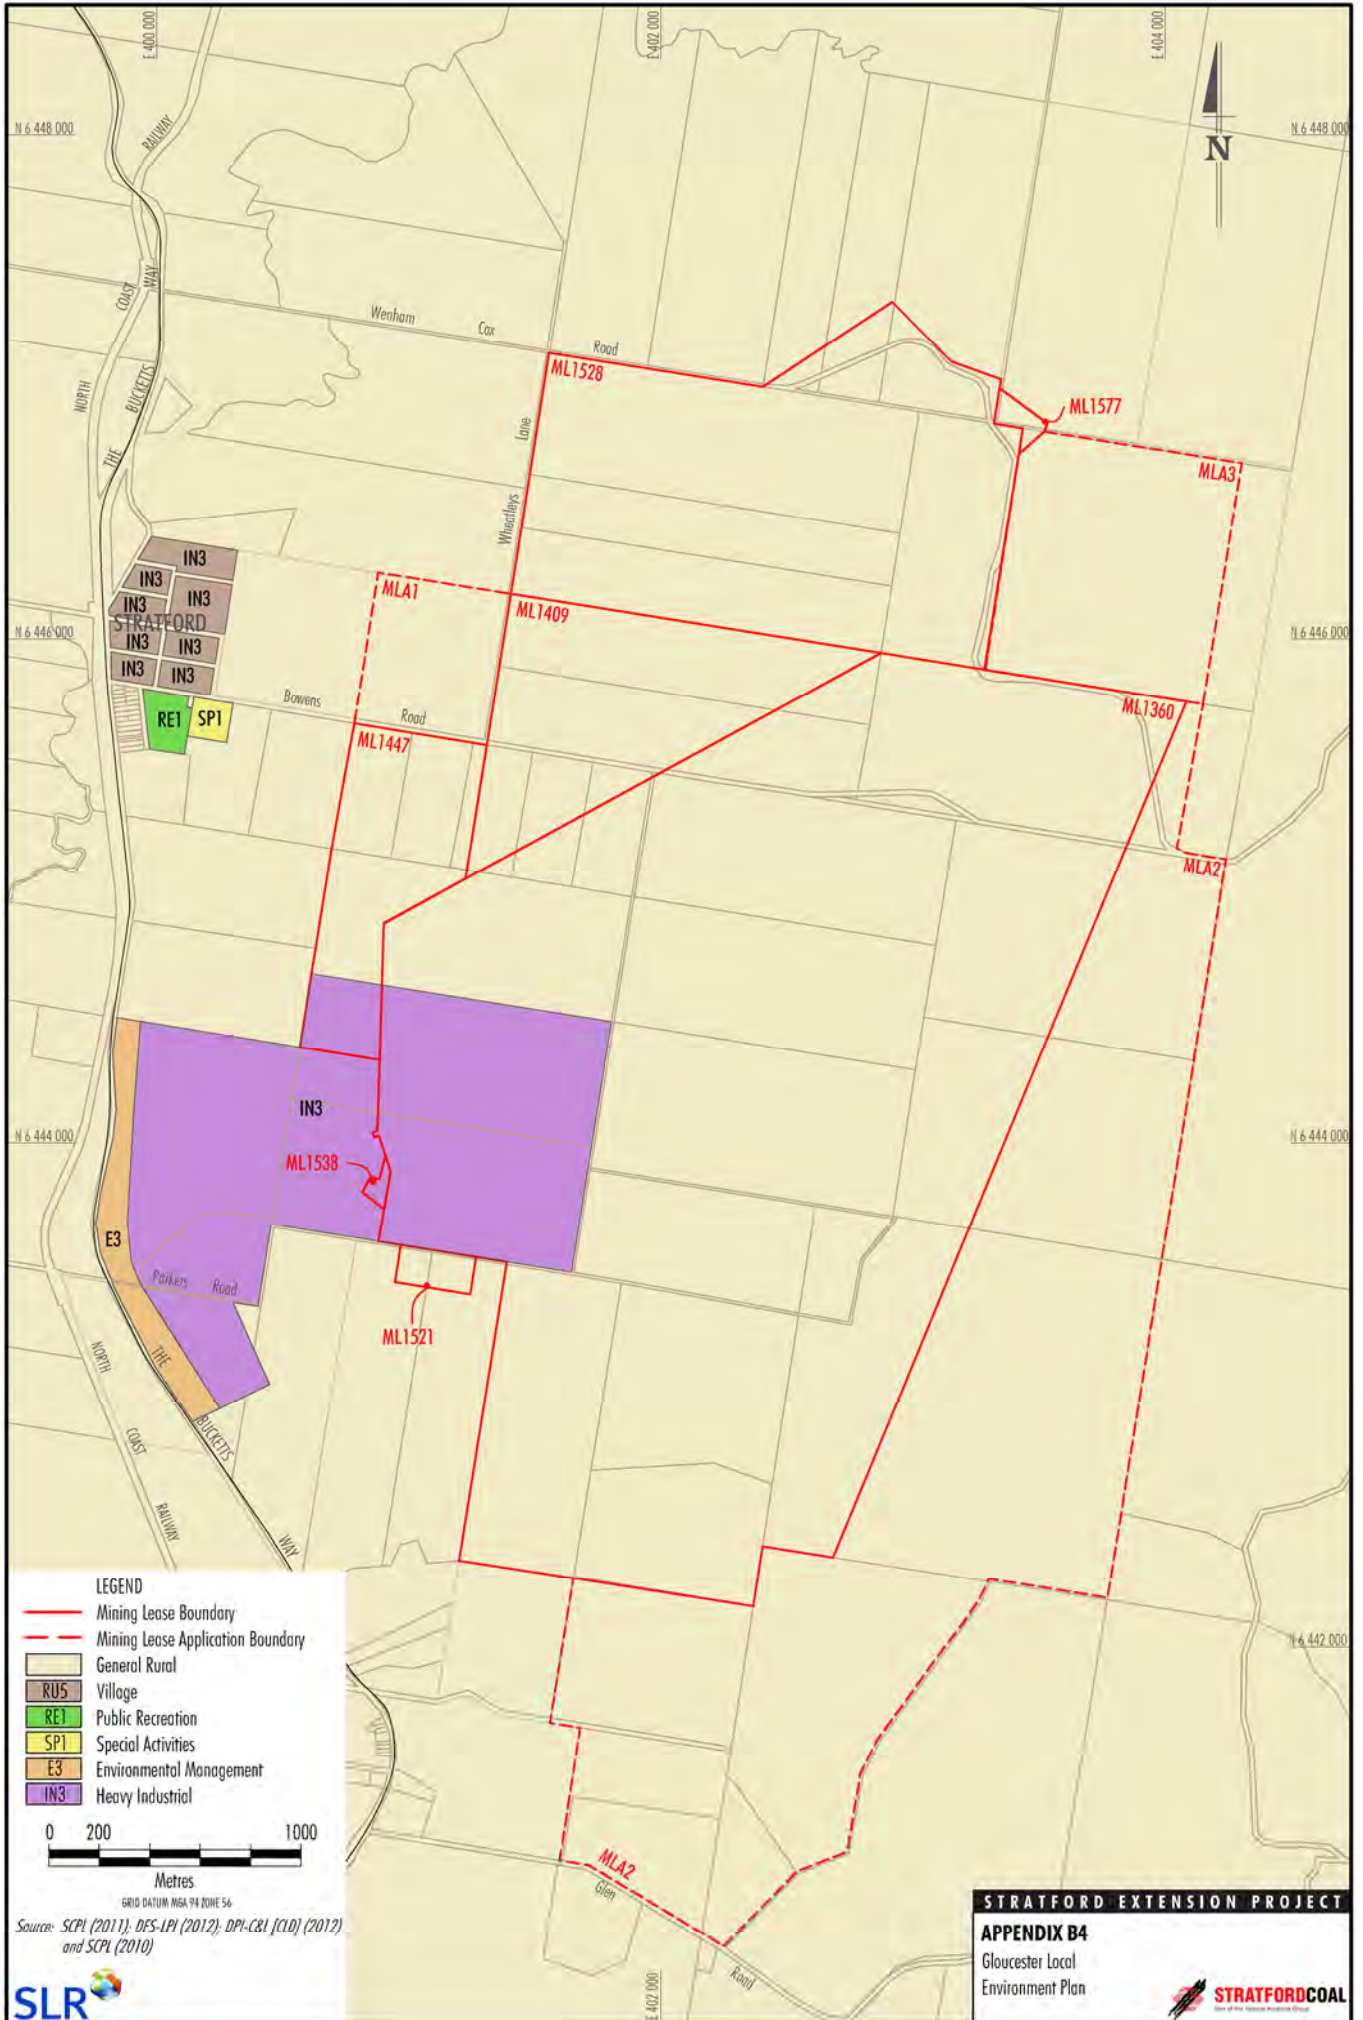 E 400 000
E 402 000
E 404 000
N 6 448 000
N 6 448 000
RAILWAY
N
COAST
WAY
Wenham Cox Road
NORTH
BUCKETTS
THE
ML1528
Lane
Wheatleys
ML1577
MLA3
IN3
IN3
IN3
IN3
STRATFORD
IN3
IN3
IN3
IN3
MLA1
ML1409
N 6 446 000
N 6 446 000
RE1
SP1
Bowens Road
ML1447
ML1360
MLA2
IN3
N 6 444 000
N 6 444 000
ML1538
E3
Parkers Road
ML1521
THE
BUCKETTS
WAY
NORTH
COAST
RAILWAY
N 6 442 000
MLA2
Glen
Road
E 402 000
LEGEND
Mining Lease Boundary
Mining Lease Application Boundary
General Rural
RU5 Village
RE1 Public Recreation
SP1 Special Activities
E3 Environmental Management
IN3 Heavy Industrial
0 200 1000
Metres
GRID DATUM MGA 94 ZONE 56
Source: SCPL (2011); DFS-LPI (2012); DPI-C&L [CLD] (2012)
and SCPL (2010)
SLR
STRATFORD EXTENSION PROJECT
APPENDIX B4
Gloucester Local
Environment Plan
STRATFORDCOAL